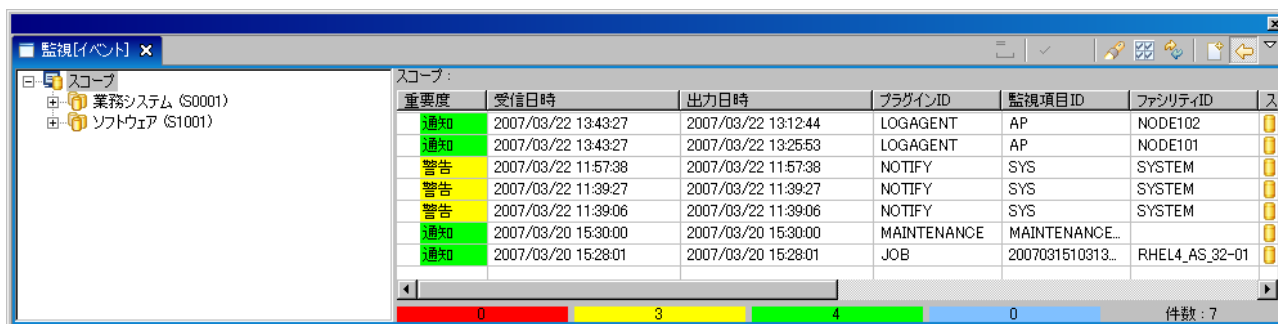 監視[イベント]
スコープ
業務システム (S0001)
ソフトウェア (S1001)
スコープ :
重要度 受信日時 出力日時 プラグインID 監視項目ID ファシリティID ス
通知 2007/03/22 13:43:27 2007/03/22 13:12:44 LOGAGENT AP NODE102
通知 2007/03/22 13:43:27 2007/03/22 13:25:53 LOGAGENT AP NODE101
警告 2007/03/22 11:57:38 2007/03/22 11:57:38 NOTIFY SYS SYSTEM
警告 2007/03/22 11:39:27 2007/03/22 11:39:27 NOTIFY SYS SYSTEM
警告 2007/03/22 11:39:06 2007/03/22 11:39:06 NOTIFY SYS SYSTEM
通知 2007/03/20 15:30:00 2007/03/20 15:30:00 MAINTENANCE MAINTENANCE...
通知 2007/03/20 15:28:01 2007/03/20 15:28:01 JOB 2007031510313... RHEL4_AS_32-01
0 3 4 0 件数 : 7